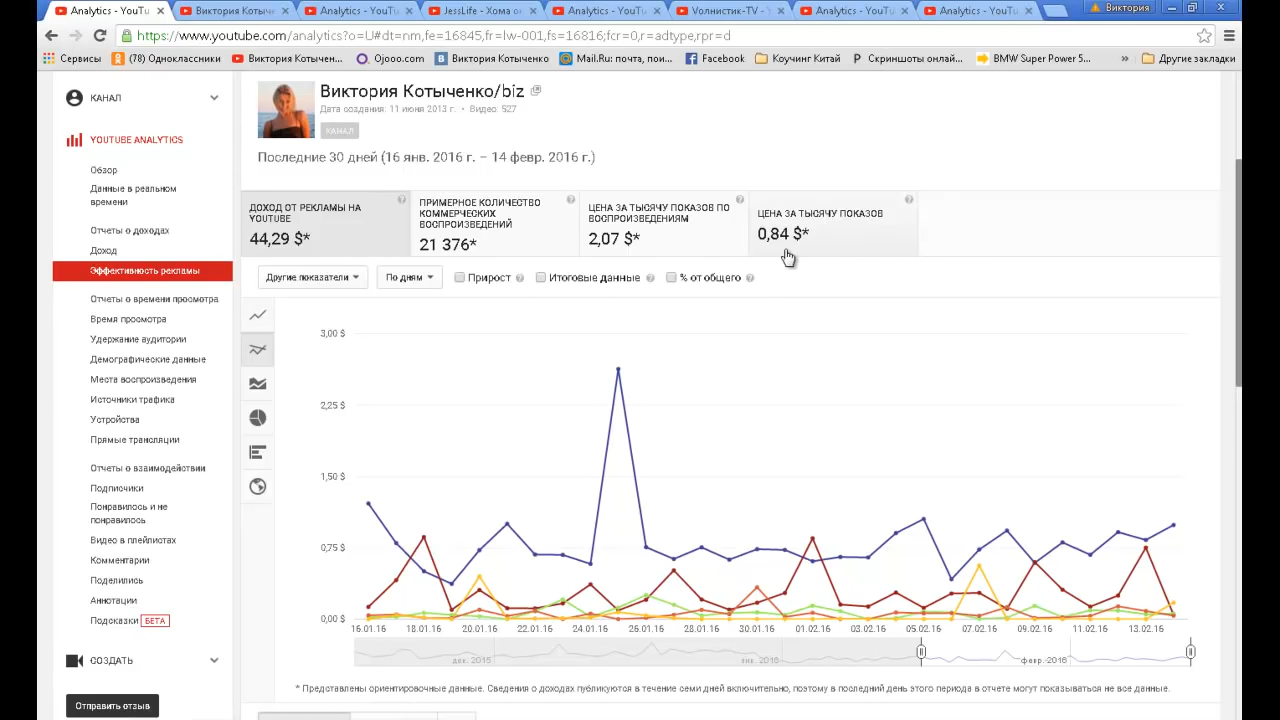 Analytics - YouTu
Виктория Котычен
Analytics - YouTu
JessLife - Хома он
Analytics - YouTu
Волнистик-TV -
Analytics - YouTu
Analytics - YouTu
Виктория
https://www.youtube.com/analytics?o=U#dt=nm,fe=16845,fr=lw-001,fs=16816;fcr=0,r=adtype,rpr=d
Сервисы
(78) Одноклассники
Виктория Котычен...
Ojooo.com
Виктория Котыченко
Mail.Ru: почта, пои...
Facebook
Коучинг Китай
Скриншоты онлай...
BMW Super Power 5...
Другие закладки
КАНАЛ
YOUTUBE ANALYTICS
Обзор
Данные в реальном
времени
Отчеты о доходах
Доход
Эффективность рекламы
Отчеты о времени просмотра
Время просмотра
Удержание аудитории
Демографические данные
Места воспроизведения
Источники трафика
Устройства
Прямые трансляции
Отчеты о взаимодействии
Подписчики
Понравилось и не
понравилось
Видео в плейлистах
Комментарии
Поделились
Аннотации
Подсказки БЕТА
СОЗДАТЬ
Отправить отзыв
Виктория Котыченко/biz
Дата создания: 11 июня 2013 г. • Видео: 527
КАНАЛ
Последние 30 дней (16 янв. 2016 г. – 14 февр. 2016 г.)
ДОХОД ОТ РЕКЛАМЫ НА
YOUTUBE
44,29 $*
ПРИМЕРНОЕ КОЛИЧЕСТВО
КОММЕРЧЕСКИХ
ВОСПРОИЗВЕДЕНИЙ
21 376*
ЦЕНА ЗА ТЫСЯЧУ ПОКАЗОВ ПО
ВОСПРОИЗВЕДЕНИЯМ
2,07 $*
ЦЕНА ЗА ТЫСЯЧУ ПОКАЗОВ
0,84 $*
Другие показатели
По дням
Прирост
Итоговые данные
% от общего
3,00 $
2,25 $
1,50 $
0,75 $
0,00 $
16.01.16 18.01.16 20.01.16 22.01.16 24.01.16 26.01.16 28.01.16 30.01.16 01.02.16 03.02.16 05.02.16 07.02.16 09.02.16 11.02.16 13.02.16
дек. 2015
янв. 2016
февр. 2016
* Представлены ориентировочные данные. Сведения о доходах публикуются в течение семи дней включительно, поэтому в последний день этого периода в отчете могут показываться не все данные.